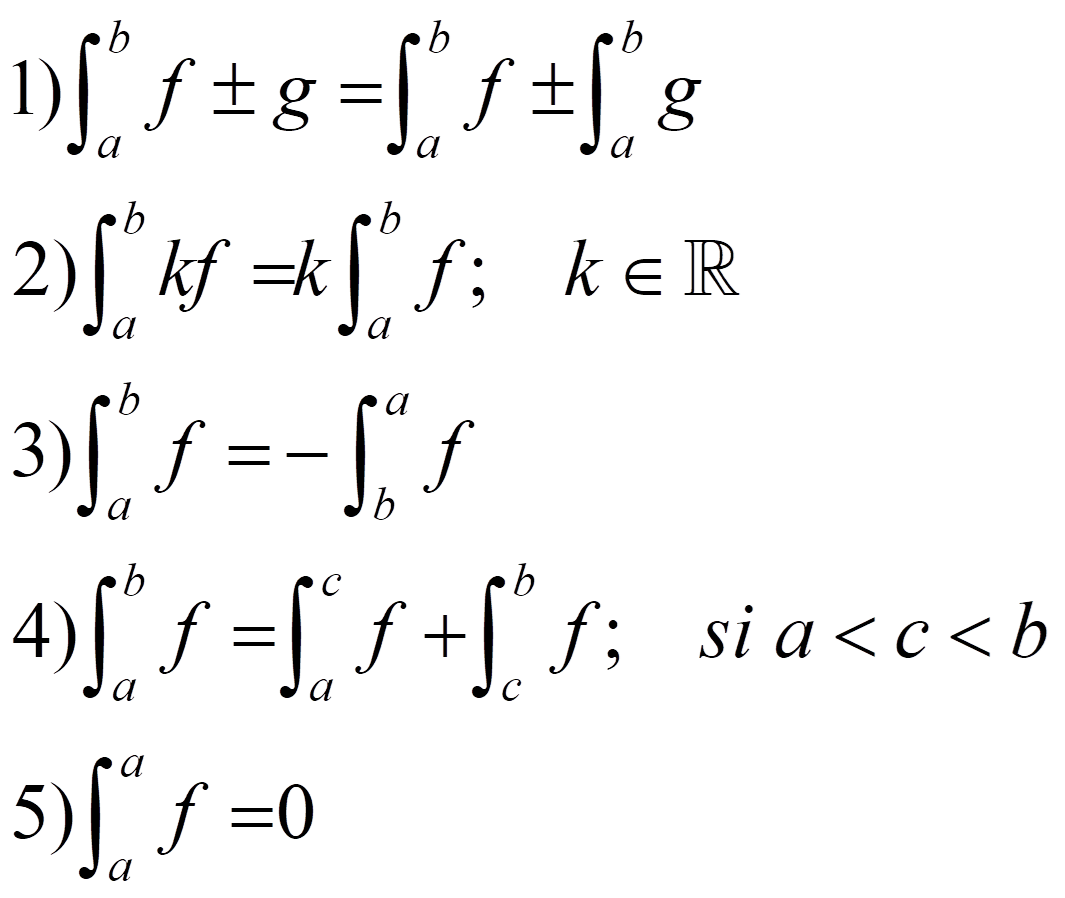 1) ∫_a^b f ± g = ∫_a^b f ± ∫_a^b g
2) ∫_a^b kf = k ∫_a^b f; k ∈ ℝ
3) ∫_a^b f = − ∫_b^a f
4) ∫_a^b f = ∫_a^c f + ∫_c^b f; si a < c < b
5) ∫_a^a f = 0